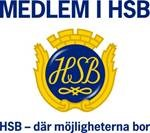 MEDLEM I HSB
HSB
HSB – där möjligheterna bor